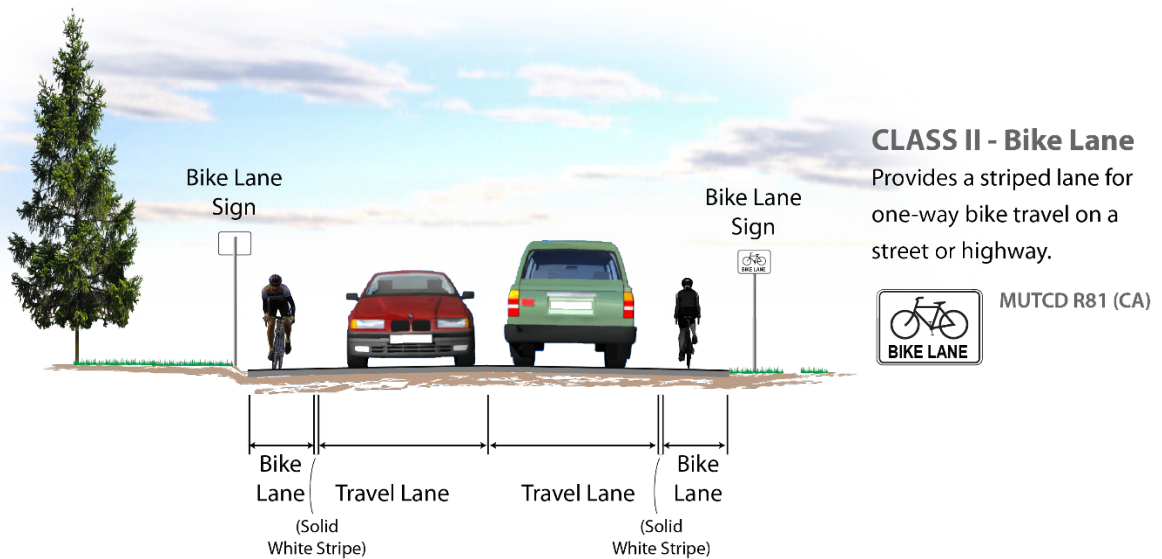 CLASS II - Bike Lane
Provides a striped lane for
one-way bike travel on a
street or highway.
MUTCD R81 (CA)
BIKE LANE
Bike Lane
Sign
Bike Lane
Sign
BIKE LANE
Bike
Lane
(Solid
White Stripe)
Travel Lane
Travel Lane
(Solid
White Stripe)
Bike
Lane